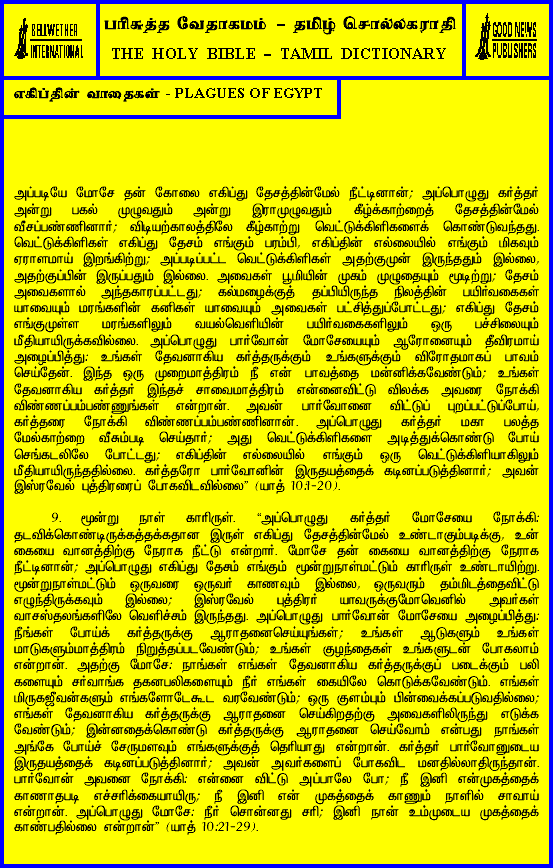 BELLWETHER
INTERNATIONAL
பரிசுத்த வேதாகமம் – தமிழ் சொல்லகராதி
THE HOLY BIBLE – TAMIL DICTIONARY
GOOD NEWS
PUBLISHERS
எகிப்தின் வாதைகள் - PLAGUES OF EGYPT
அப்படியே மோசே தன் கோலை எகிப்து தேசத்தின்மேல் நீட்டினான்; அப்பொழுது கர்த்தர்
அன்று பகல் முழுவதும் அன்று இராமுழுவதும் கீழ்க்காற்றைத் தேசத்தின்மேல்
வீசப்பண்ணினார்; விடியற்காலத்திலே கீழ்காற்று வெட்டுக்கிளிகளைக் கொண்டுவந்தது.
வெட்டுக்கிளிகள் எகிப்து தேசம் எங்கும் பரம்பி, எகிப்தின் எல்லையில் எங்கும் மிகவும்
ஏராளமாய் இறங்கிற்று; அப்படிப்பட்ட வெட்டுக்கிளிகள் அதற்குமுன் இருந்ததும் இல்லை,
அதற்குப்பின் இருப்பதும் இல்லை. அவைகள் பூமியின் முகம் முழுதையும் மூடிற்று; தேசம்
அவைகளால் அந்தகாரப்பட்டது; கல்மழைக்குத் தப்பியிருந்த நிலத்தின் பயிர்வகைகள்
யாவையும் மரங்களின் கனிகள் யாவையும் அவைகள் பட்சித்துப்போட்டது; எகிப்து தேசம்
எங்குமுள்ள மரங்களிலும் வயல்வெளியின் பயிர்வகைகளிலும் ஒரு பச்சிலையும்
மீதியாயிருக்கவில்லை. அப்பொழுது பார்வோன் மோசேயையும் ஆரோனையும் தீவிரமாய்
அழைப்பித்து: உங்கள் தேவனாகிய கர்த்தருக்கும் உங்களுக்கும் விரோதமாகப் பாவம்
செய்தேன். இந்த ஒரு முறைமாத்திரம் நீ என் பாவத்தை மன்னிக்கவேண்டும்; உங்கள்
தேவனாகிய கர்த்தர் இந்தச் சாவைமாத்திரம் என்னைவிட்டு விலக்க அவரை நோக்கி
விண்ணப்பம்பண்ணுங்கள் என்றான். அவன் பார்வோனை விட்டுப் புறப்பட்டுப்போய்,
கர்த்தரை நோக்கி விண்ணப்பம்பண்ணினான். அப்பொழுது கர்த்தர் மகா பலத்த
மேல்காற்றை வீசும்படி செய்தார்; அது வெட்டுக்கிளிகளை அடித்துக்கொண்டு போய்
செங்கடலிலே போட்டது; எகிப்தின் எல்லையில் எங்கும் ஒரு வெட்டுக்கிளியாகிலும்
மீதியாயிருந்ததில்லை. கர்த்தரோ பார்வோனின் இருதயத்தைக் கடினப்படுத்தினார்; அவன்
இஸ்ரவேல் புத்திரரைப் போகவிடவில்லை” (யாத் 10:1-20).
9. மூன்று நாள் காரிருள். “அப்பொழுது கர்த்தர் மோசேயை நோக்கி:
தடவிக்கொண்டிருக்கத்தக்கதான இருள் எகிப்து தேசத்தின்மேல் உண்டாகும்படிக்கு, உன்
கையை வானத்திற்கு நேராக நீட்டு என்றார். மோசே தன் கையை வானத்திற்கு நேராக
நீட்டினான்; அப்பொழுது எகிப்து தேசம் எங்கும் மூன்றுநாள்மட்டும் காரிருள் உண்டாயிற்று.
மூன்றுநாள்மட்டும் ஒருவரை ஒருவர் காணவும் இல்லை, ஒருவரும் தம்மிடத்தைவிட்டு
எழுந்திருக்கவும் இல்லை; இஸ்ரவேல் புத்திரர் யாவருக்குமோவெனில் அவர்கள்
வாசஸ்தலங்களிலே வெளிச்சம் இருந்தது. அப்பொழுது பார்வோன் மோசேயை அழைப்பித்து:
நீங்கள் போய்க் கர்த்தருக்கு ஆராதனைசெய்யுங்கள்; உங்கள் ஆடுகளும் உங்கள்
மாடுகளும்மாத்திரம் நிறுத்தப்படவேண்டும்; உங்கள் குழந்தைகள் உங்களுடன் போகலாம்
என்றான். அதற்கு மோசே: நாங்கள் எங்கள் தேவனாகிய கர்த்தருக்குப் படைக்கும் பலி
களையும் சர்வாங்க தகனபலிகளையும் நீர் எங்கள் கையிலே கொடுக்கவேண்டும். எங்கள்
மிருகஜீவன்களும் எங்களோடேகூட வரவேண்டும்; ஒரு குளம்பும் பின்வைக்கப்படுவதில்லை;
எங்கள் தேவனாகிய கர்த்தருக்கு ஆராதனை செய்கிறதற்கு அவைகளிலிருந்து எடுக்க
வேண்டும்; இன்னதைக்கொண்டு கர்த்தருக்கு ஆராதனை செய்வோம் என்பது நாங்கள்
அங்கே போய்ச் சேருமளவும் எங்களுக்குத் தெரியாது என்றான். கர்த்தர் பார்வோனுடைய
இருதயத்தைக் கடினப்படுத்தினார்; அவன் அவர்களைப் போகவிட மனதில்லாதிருந்தான்.
பார்வோன் அவனை நோக்கி: என்னை விட்டு அப்பாலே போ; நீ இனி என்முகத்தைக்
காணாதபடி எச்சரிக்கையாயிரு; நீ இனி என் முகத்தைக் காணும் நாளில் சாவாய்
என்றான். அப்பொழுது மோசே: நீர் சொன்னது சரி; இனி நான் உம்முடைய முகத்தைக்
காண்பதில்லை என்றான்” (யாத் 10:21-29).